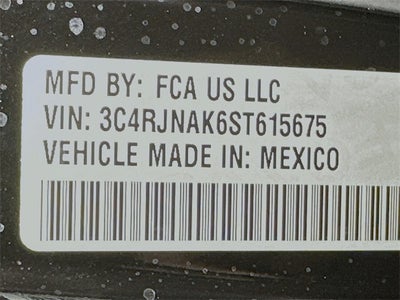 MFD BY: FCA US LLC
VIN: 3C4RJNAK6ST615675
VEHICLE MADE IN: MEXICO